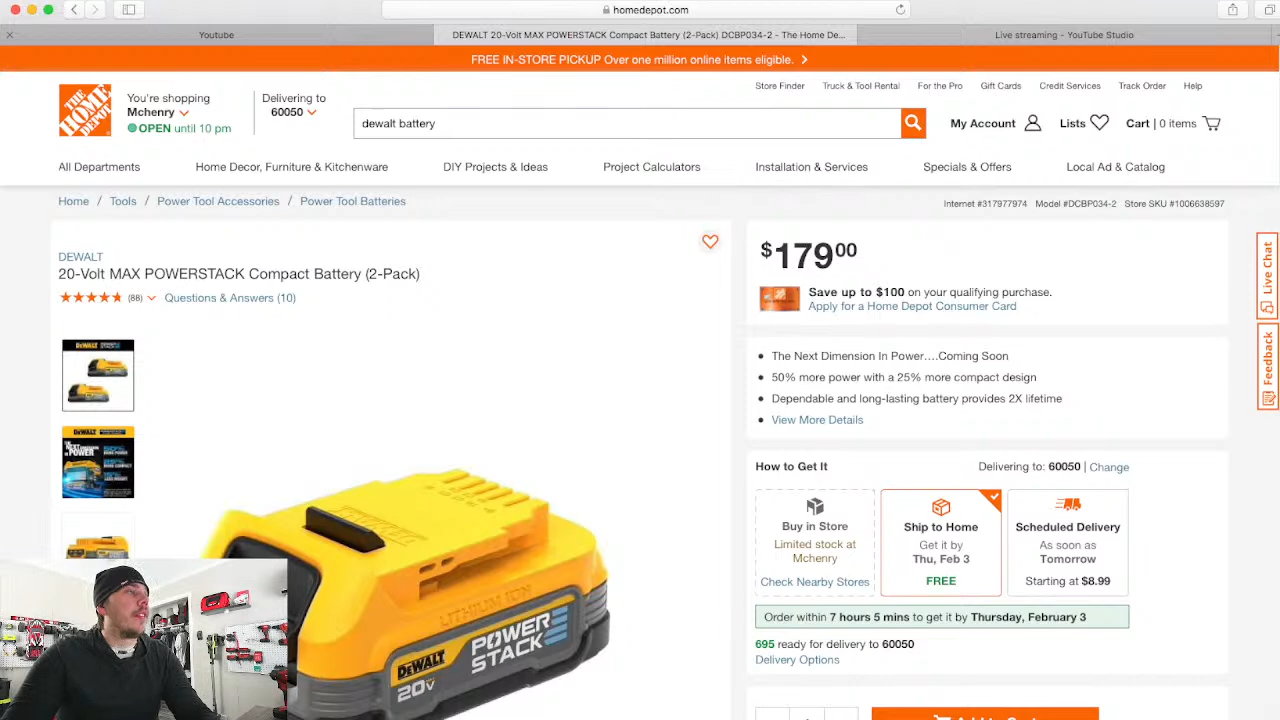 homedepot.com
Youtube
DEWALT 20-Volt MAX POWERSTACK Compact Battery (2-Pack) DCBP034-2 - The Home De...
Live streaming - YouTube Studio
FREE IN-STORE PICKUP Over one million online items eligible.
Store Finder
Truck & Tool Rental
For the Pro
Gift Cards
Credit Services
Track Order
Help
THE HOME DEPOT
You're shopping
Mchenry
OPEN until 10 pm
Delivering to
60050
dewalt battery
My Account
Lists
Cart | 0 items
All Departments
Home Decor, Furniture & Kitchenware
DIY Projects & Ideas
Project Calculators
Installation & Services
Specials & Offers
Local Ad & Catalog
Home / Tools / Power Tool Accessories / Power Tool Batteries
Internet #317977974 Model #DCBP034-2 Store SKU #1006638597
DEWALT
20-Volt MAX POWERSTACK Compact Battery (2-Pack)
(88)
Questions & Answers (10)
$179.00
Save up to $100 on your qualifying purchase.
Apply for a Home Depot Consumer Card
The Next Dimension In Power....Coming Soon
50% more power with a 25% more compact design
Dependable and long-lasting battery provides 2X lifetime
View More Details
How to Get It
Delivering to: 60050 | Change
Buy in Store
Limited stock at
Mchenry
Check Nearby Stores
Ship to Home
Get it by
Thu, Feb 3
FREE
Scheduled Delivery
As soon as
Tomorrow
Starting at $8.99
Order within 7 hours 5 mins to get it by Thursday, February 3
695 ready for delivery to 60050
Delivery Options
Live Chat
Feedback
DEWALT
LITHIUM ION
POWER
STACK
DEWALT
20V